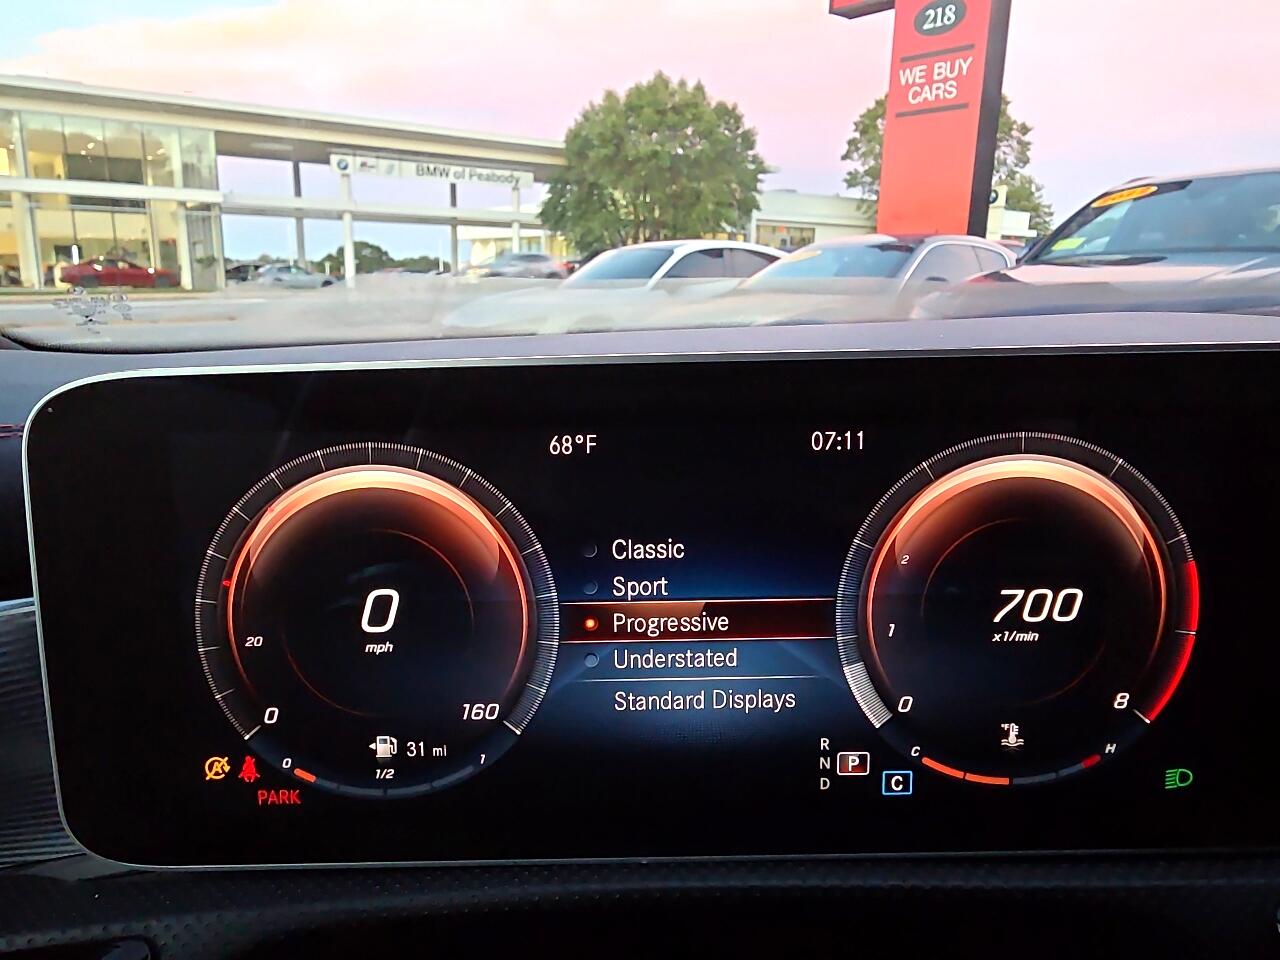 218
WE BUY
CARS
BMW of Peabody
68°F
07:11
Classic
Sport
Progressive
Understated
Standard Displays
0
mph
20
0
160
31 mi
0
1/2
1
PARK
A
700
x1/min
2
1
0
8
°F
C
H
R
N
D
P
C